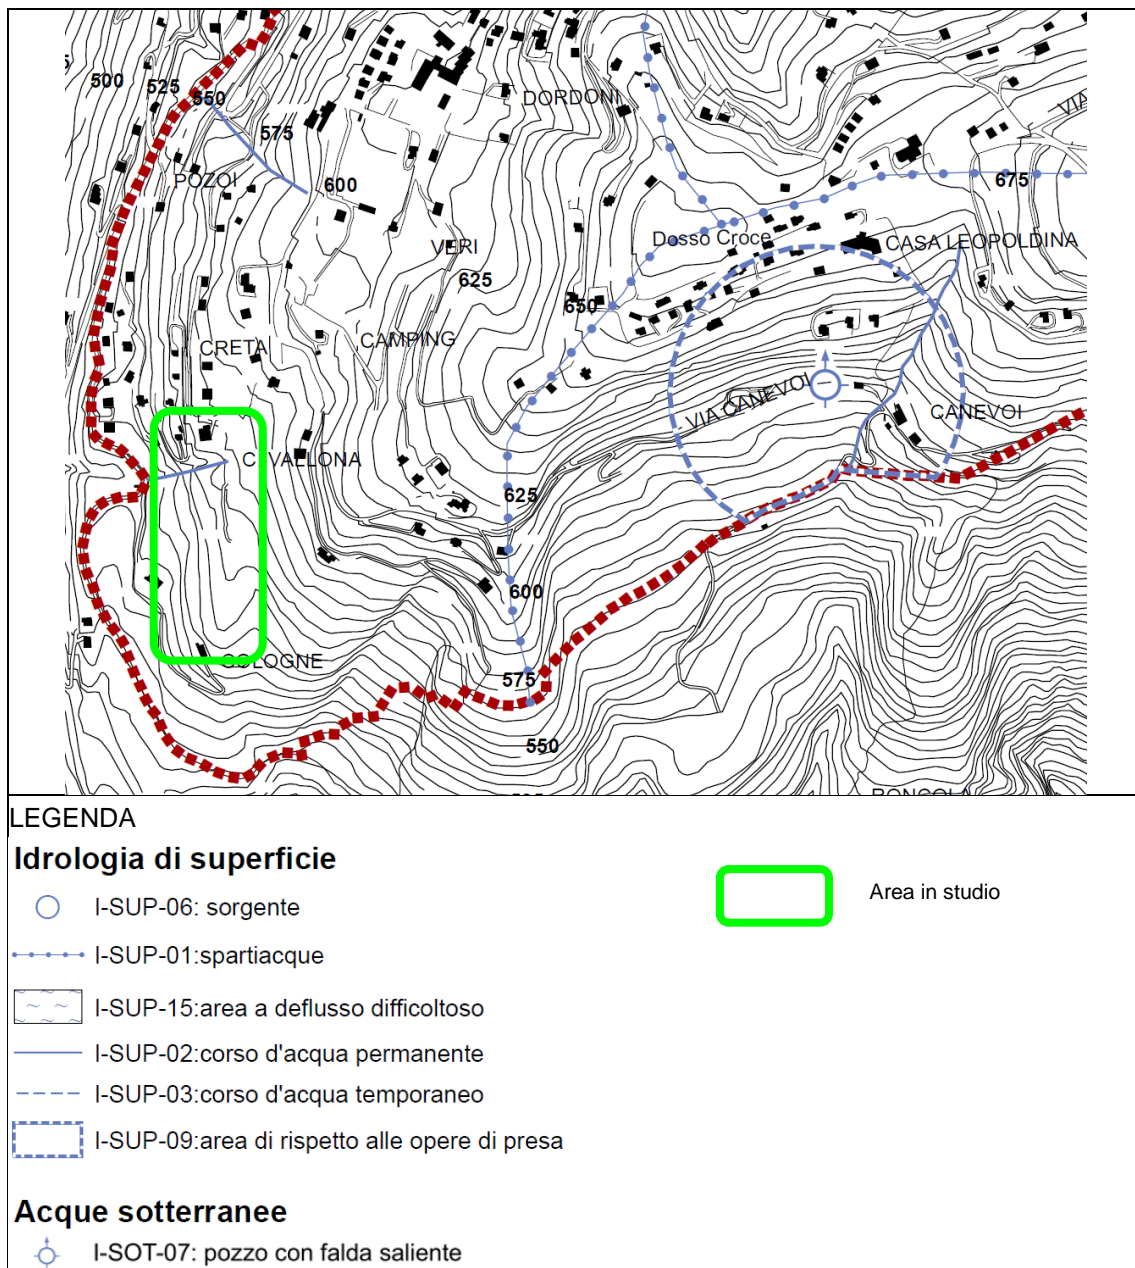 DORDONI
VIA
500
525
550
575
POZOI
600
675
VERI
Dosso Croce
CASA LEOPOLDINA
625
650
CRETA
CAMPING
VIA CANEVOI
CANEVOI
CAVALLONA
625
600
COLOGNE
575
550
RONCOLA
LEGENDA
Idrologia di superficie
I-SUP-06: sorgente
Area in studio
I-SUP-01:spartiacque
I-SUP-15:area a deflusso difficoltoso
I-SUP-02:corso d'acqua permanente
I-SUP-03:corso d'acqua temporaneo
I-SUP-09:area di rispetto alle opere di presa
Acque sotterranee
I-SOT-07: pozzo con falda saliente